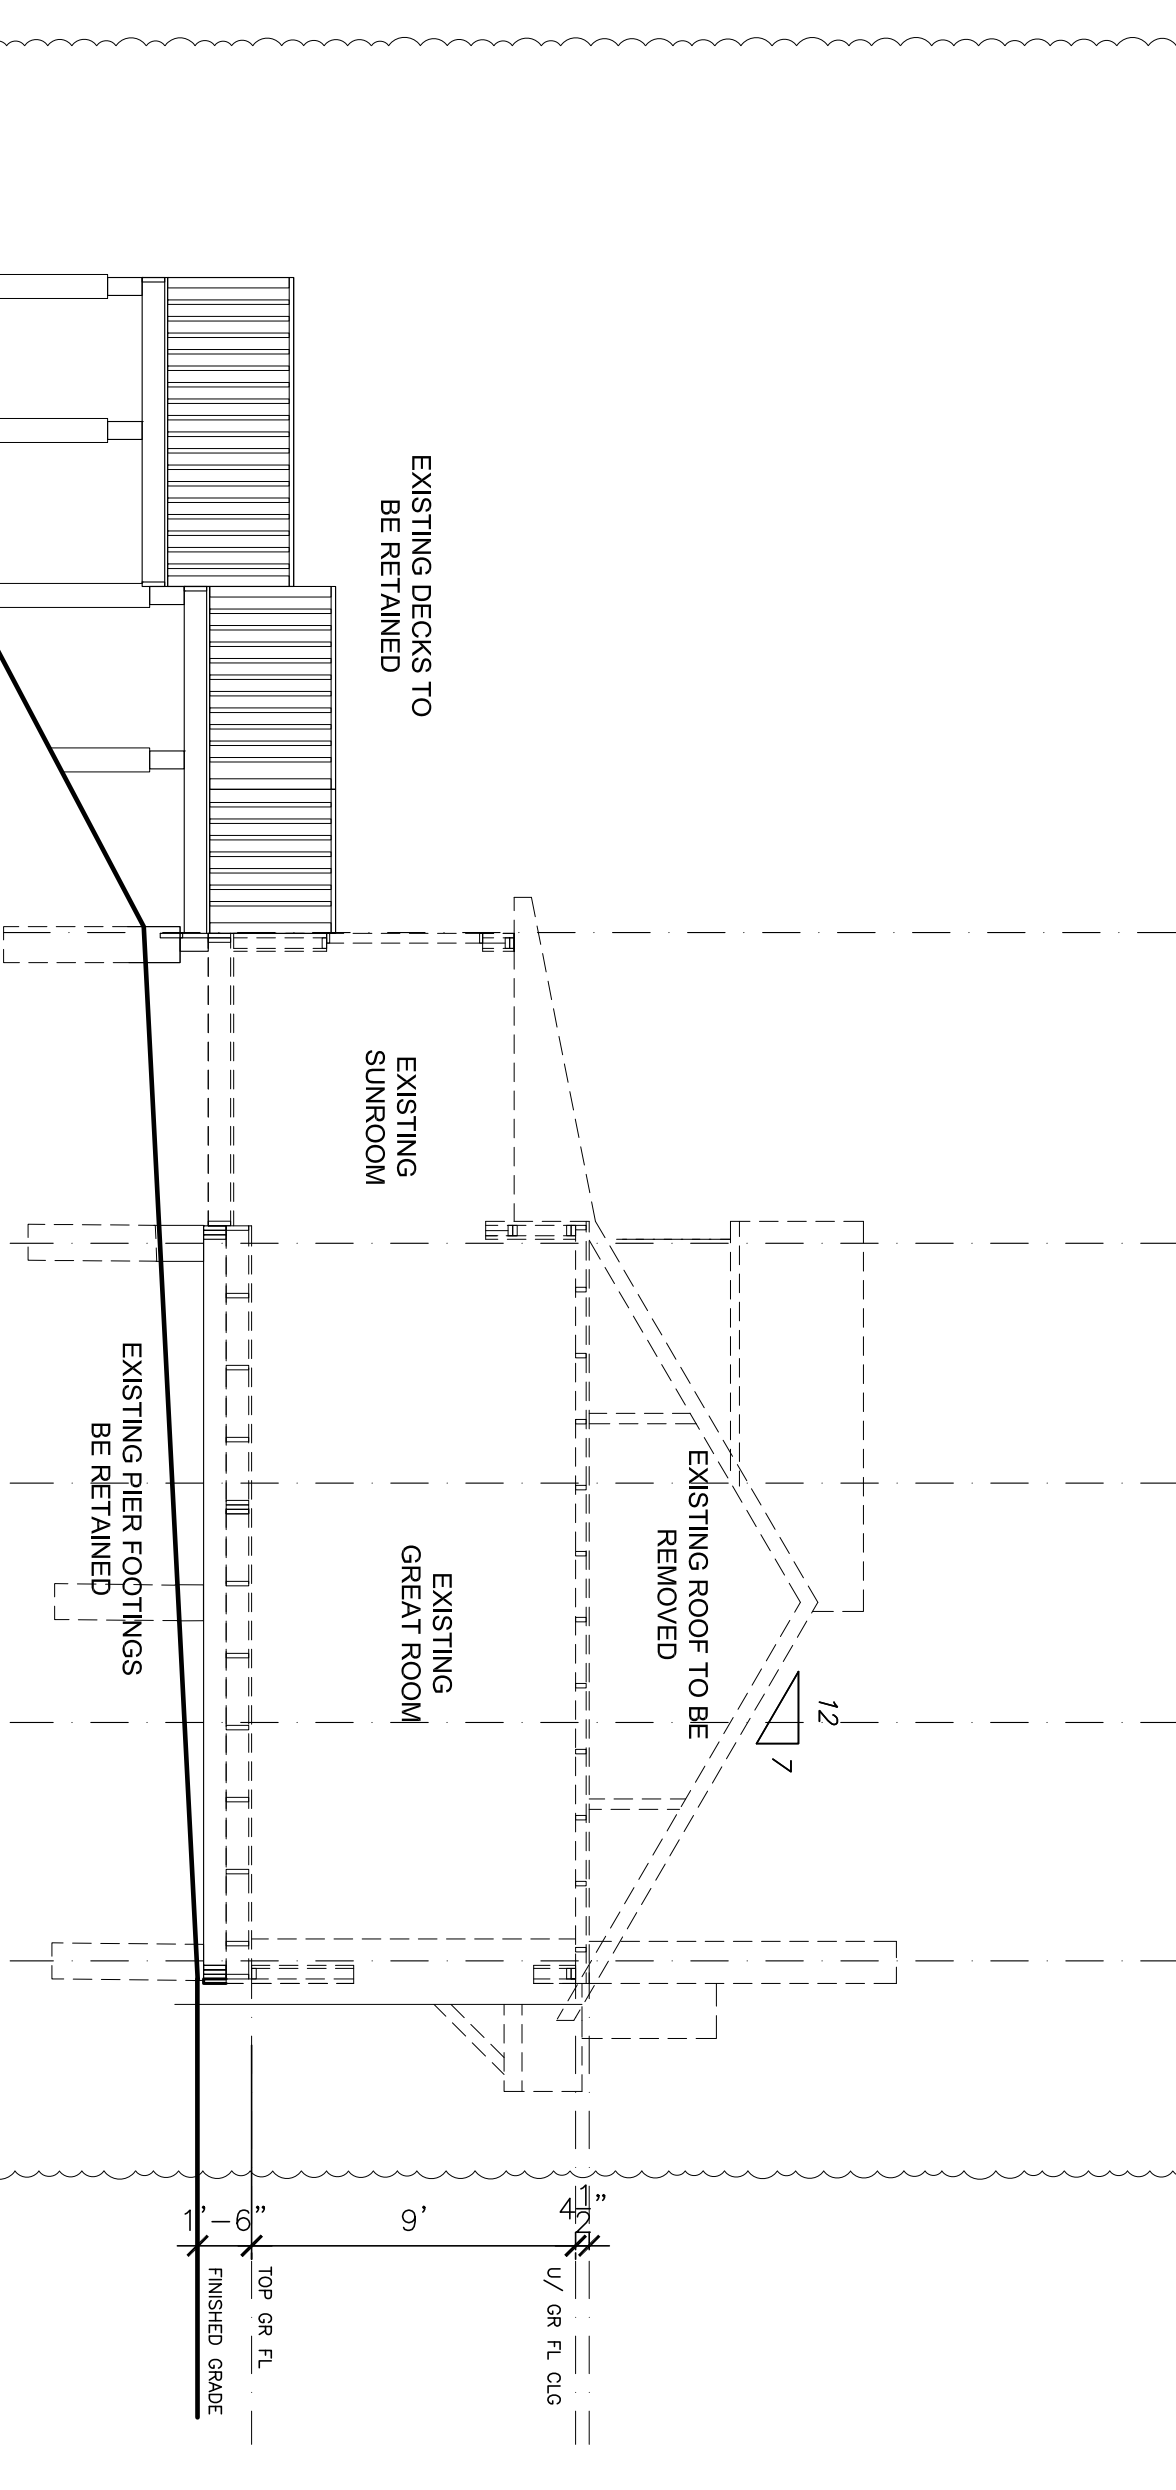 EXISTING DECKS TO
BE RETAINED
EXISTING
SUNROOM
EXISTING PIER FOOTINGS
BE RETAINED
EXISTING ROOF TO BE
REMOVED
EXISTING
GREAT ROOM
12
7
4 1/2"
9'
1'-6"
U/ GR FL CLG
TOP GR FL
FINISHED GRADE